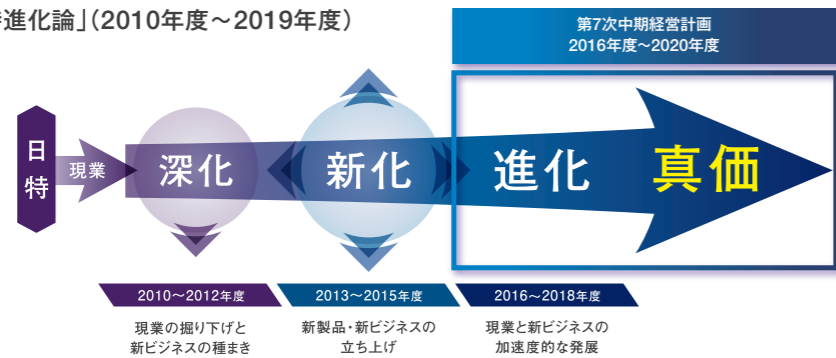 進化論」(2010年度〜2019年度)
第7次中期経営計画
2016年度〜2020年度
日特
現業
深化
新化
進化
真価
2010〜2012年度
現業の掘り下げと
新ビジネスの種まき
2013〜2015年度
新製品・新ビジネスの
立ち上げ
2016〜2018年度
現業と新ビジネスの
加速度的な発展